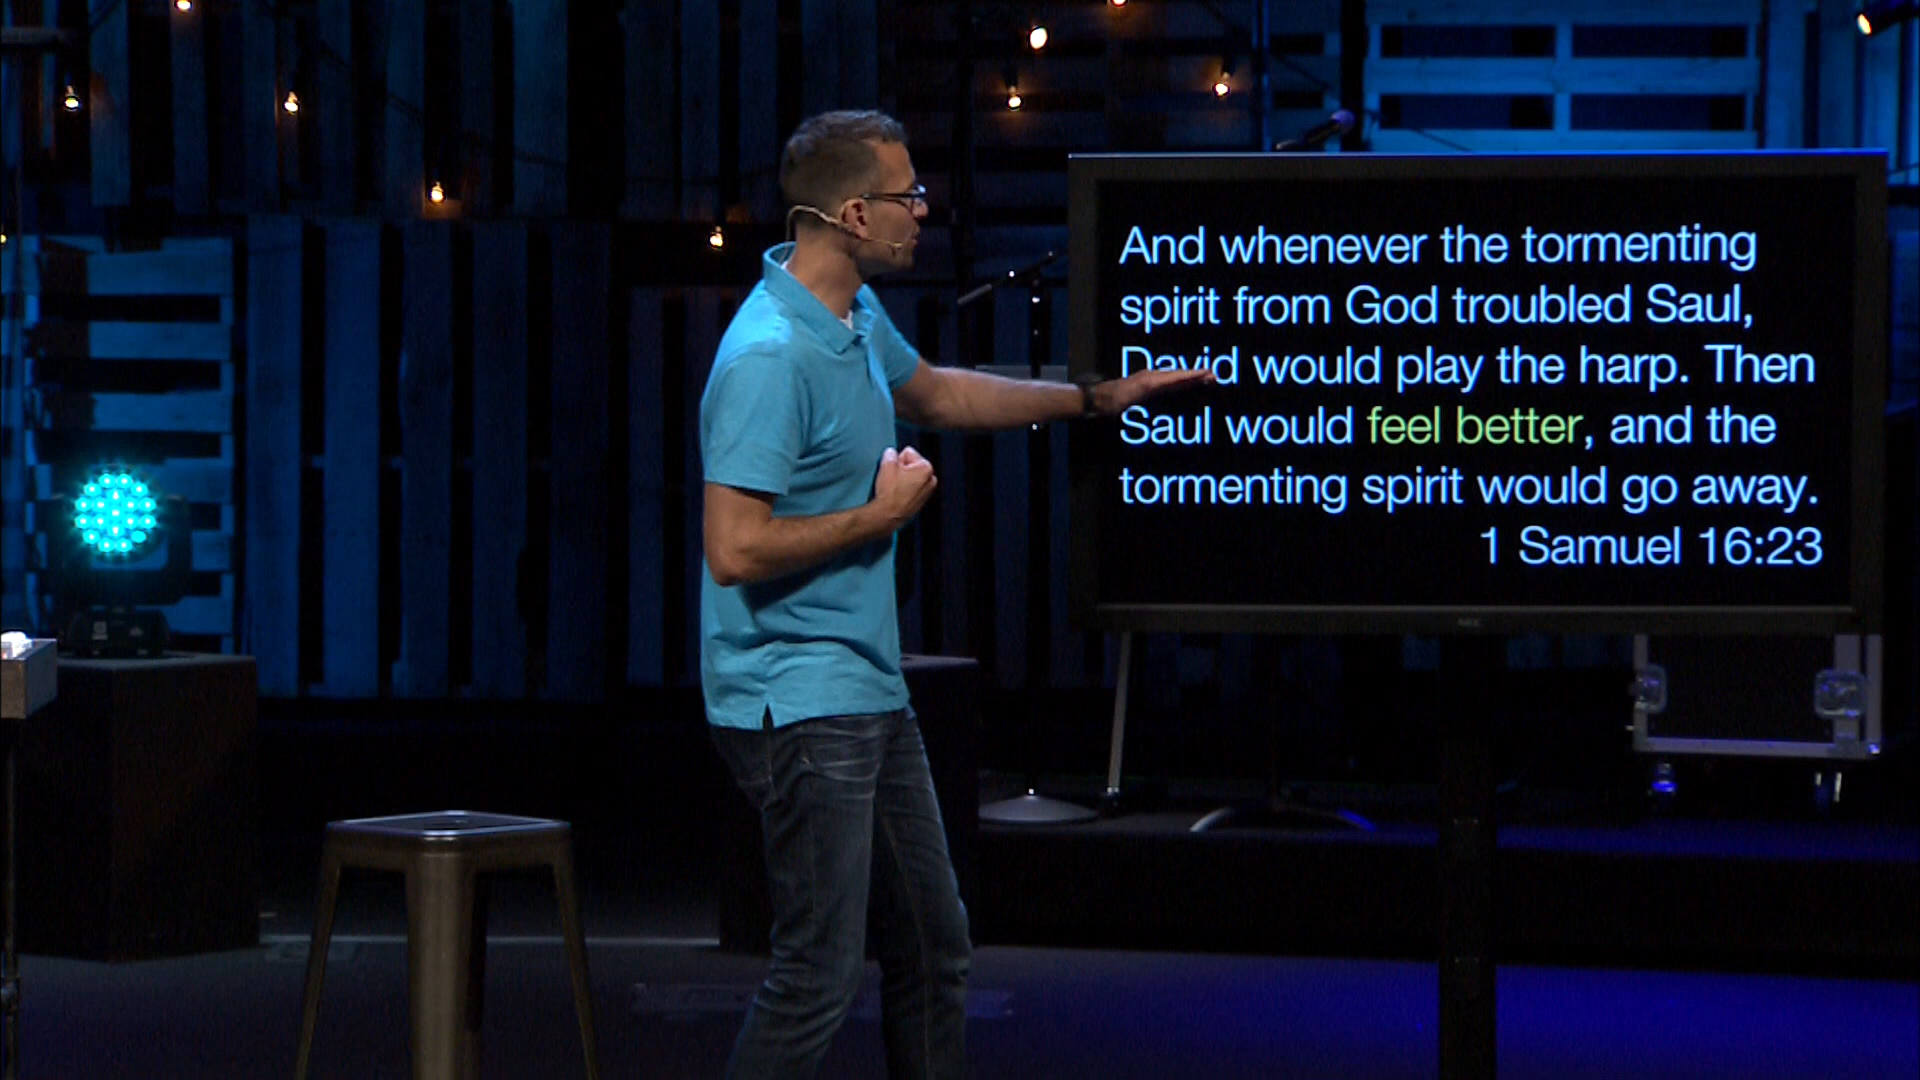 And whenever the tormenting
spirit from God troubled Saul,
David would play the harp. Then
Saul would feel better, and the
tormenting spirit would go away.
1 Samuel 16:23
NEC